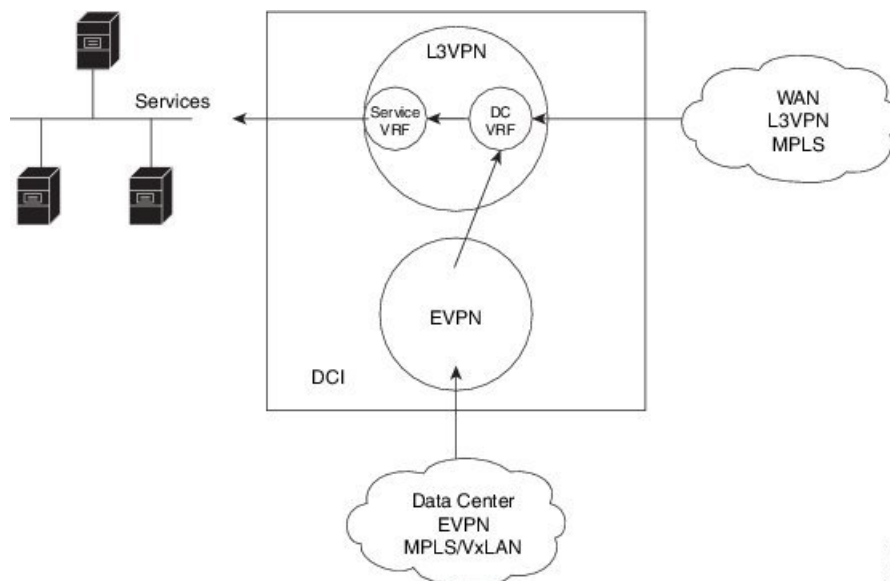 L3VPN
Services
Service
VRF
DC
VRF
WAN
L3VPN
MPLS
EVPN
DCI
Data Center
EVPN
MPLS/VxLAN